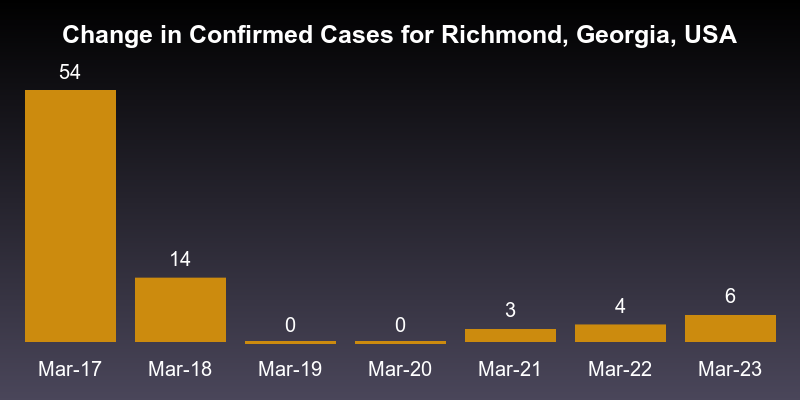 Change in Confirmed Cases for Richmond, Georgia, USA
54
14
0
0
3
4
6
Mar-17
Mar-18
Mar-19
Mar-20
Mar-21
Mar-22
Mar-23